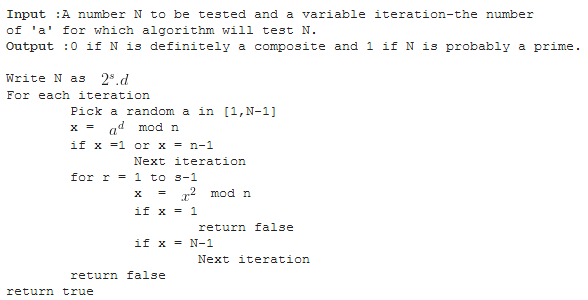 Input :A number N to be tested and a variable iteration-the number
of 'a' for which algorithm will test N.
Output :0 if N is definitely a composite and 1 if N is probably a prime.
Write N as 2^s.d
For each iteration
Pick a random a in [1,N-1]
x = a^d mod n
if x =1 or x = n-1
Next iteration
for r = 1 to s-1
x = x^2 mod n
if x = 1
return false
if x = N-1
Next iteration
return false
return true